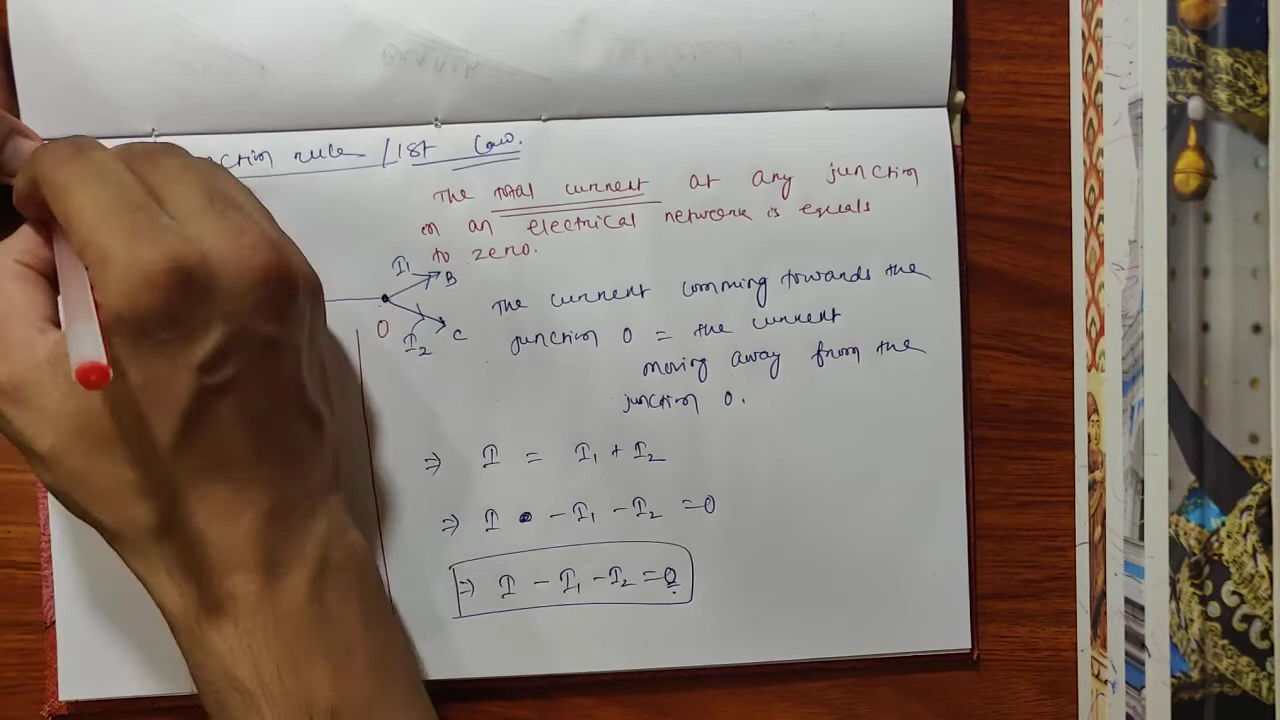 nction rule / 1st Law.
The total current at any junction
in an electrical network is equals
to zero.
I1
B
O
I2
C
The current comming towards the
junction O = the current
moving away from the
junction O.
⇒ I = I1 + I2
⇒ I - I1 - I2 = 0
⇒ I - I1 - I2 = 0